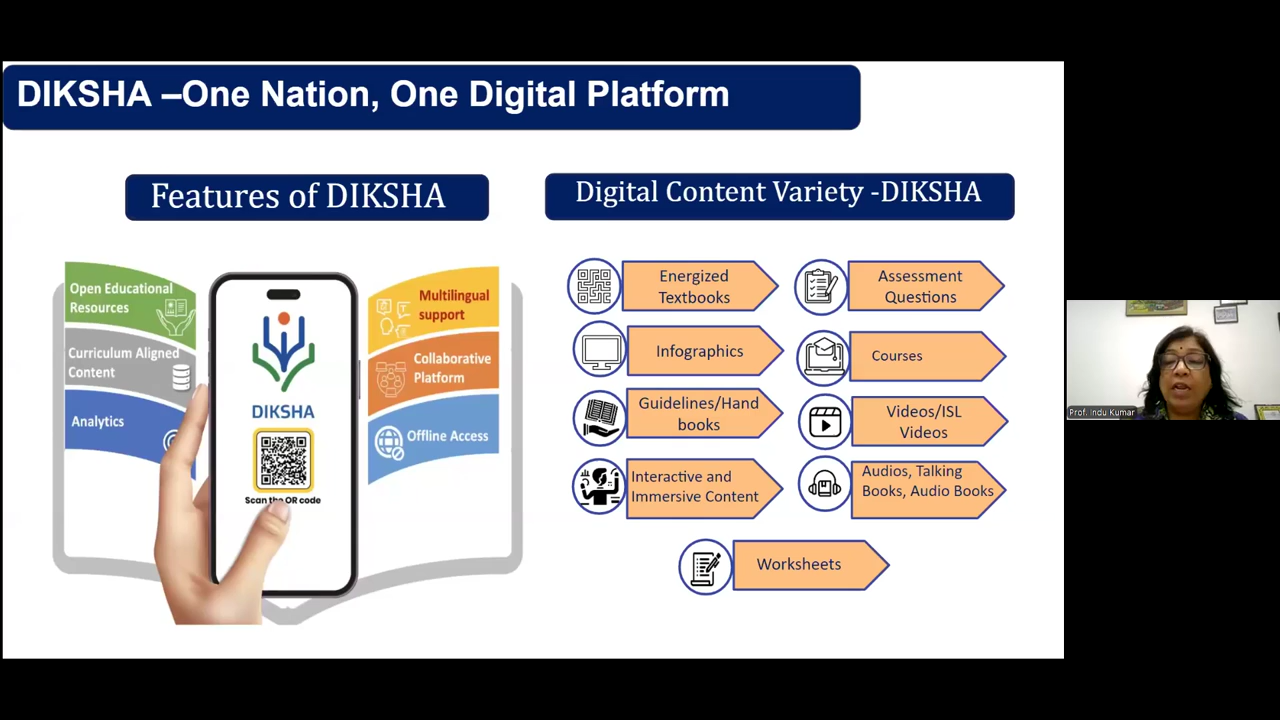 DIKSHA –One Nation, One Digital Platform
Features of DIKSHA
Open Educational
Resources
Curriculum Aligned
Content
Analytics
DIKSHA
Scan the QR code
Multilingual
support
Collaborative
Platform
Offline Access
Digital Content Variety -DIKSHA
Energized
Textbooks
Assessment
Questions
Infographics
Courses
Guidelines/Hand
books
Videos/ISL
Videos
Interactive and
Immersive Content
Audios, Talking
Books, Audio Books
Worksheets
Prof. Indu Kumar